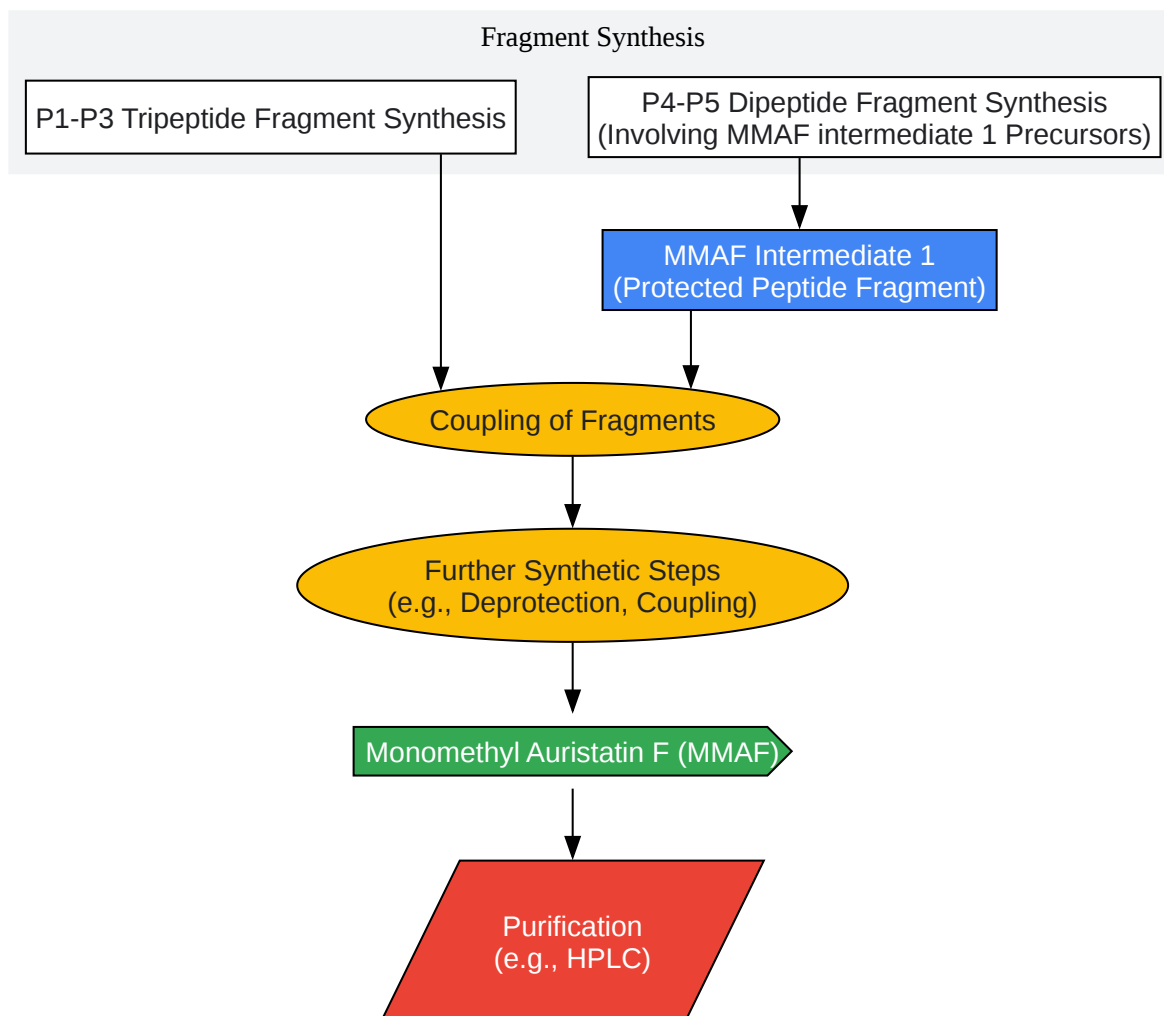 Fragment Synthesis
P1-P3 Tripeptide Fragment Synthesis
P4-P5 Dipeptide Fragment Synthesis
(Involving MMAF intermediate 1 Precursors)
MMAF Intermediate 1
(Protected Peptide Fragment)
Coupling of Fragments
Further Synthetic Steps
(e.g., Deprotection, Coupling)
Monomethyl Auristatin F (MMAF)
Purification
(e.g., HPLC)